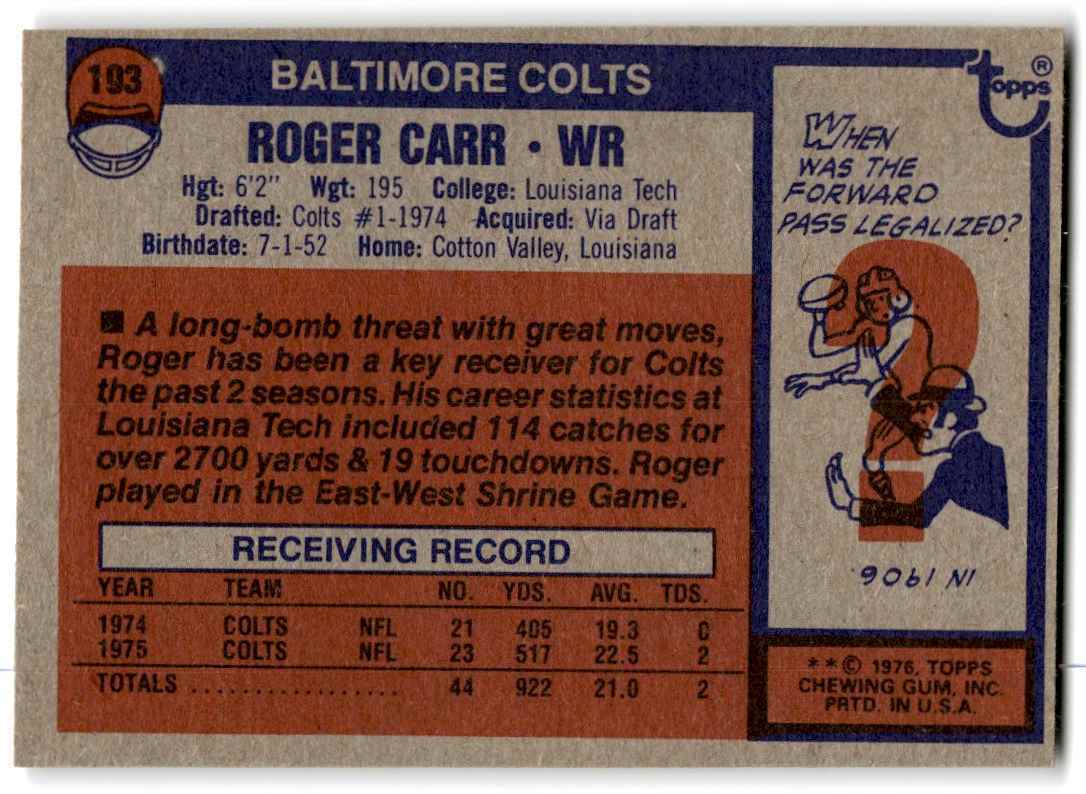 193
BALTIMORE COLTS
ROGER CARR • WR
Hgt: 6'2" Wgt: 195 College: Louisiana Tech
Drafted: Colts #1-1974 Acquired: Via Draft
Birthdate: 7-1-52 Home: Cotton Valley, Louisiana
■ A long-bomb threat with great moves,
Roger has been a key receiver for Colts
the past 2 seasons. His career statistics at
Louisiana Tech included 114 catches for
over 2700 yards & 19 touchdowns. Roger
played in the East-West Shrine Game.
RECEIVING RECORD
YEAR TEAM NO. YDS. AVG. TDS.
1974 COLTS NFL 21 405 19.3 0
1975 COLTS NFL 23 517 22.5 2
TOTALS ................ 44 922 21.0 2
topps ®
WHEN
WAS THE
FORWARD
PASS LEGALIZED?
IN 1906
**© 1976, TOPPS
CHEWING GUM, INC.
PRTD. IN U.S.A.